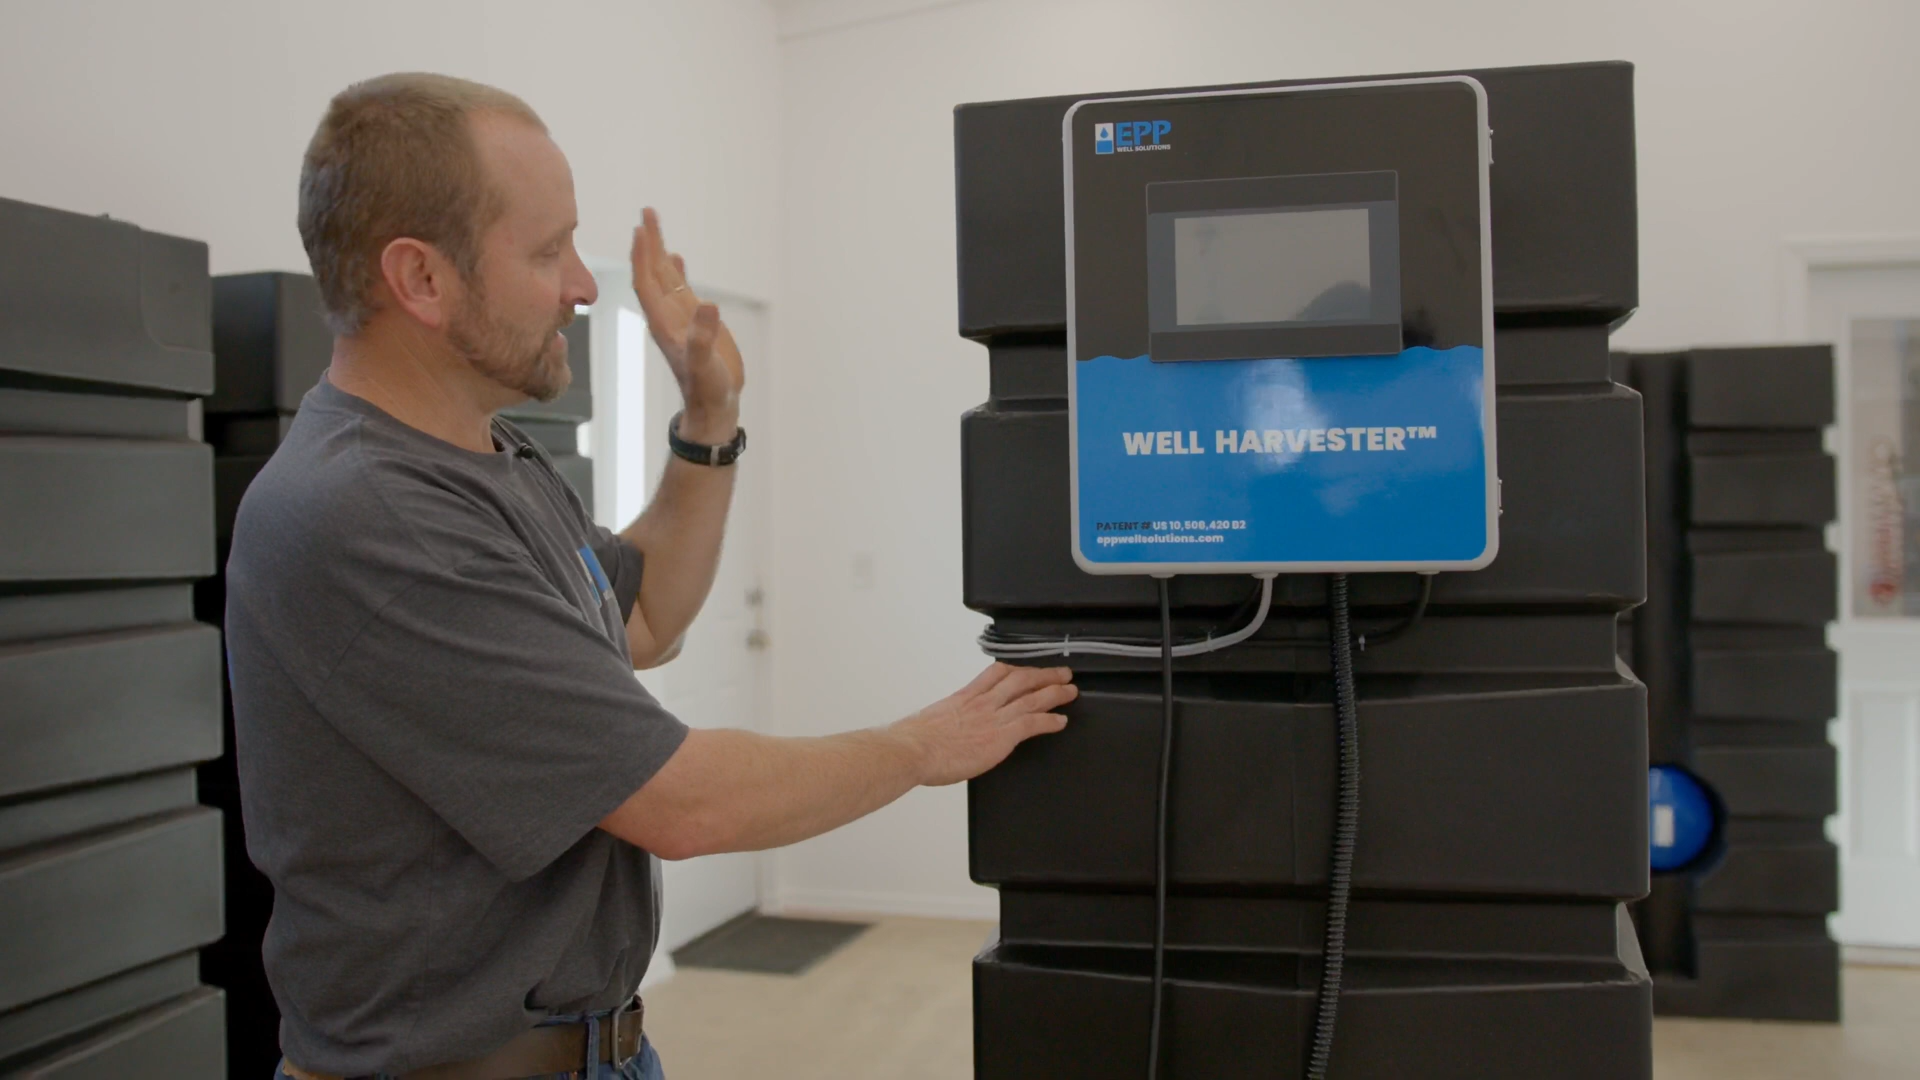 EPP
WELL SOLUTIONS
WELL HARVESTER™
PATENT # US 10,508,420 B2
eppwellsolutions.com